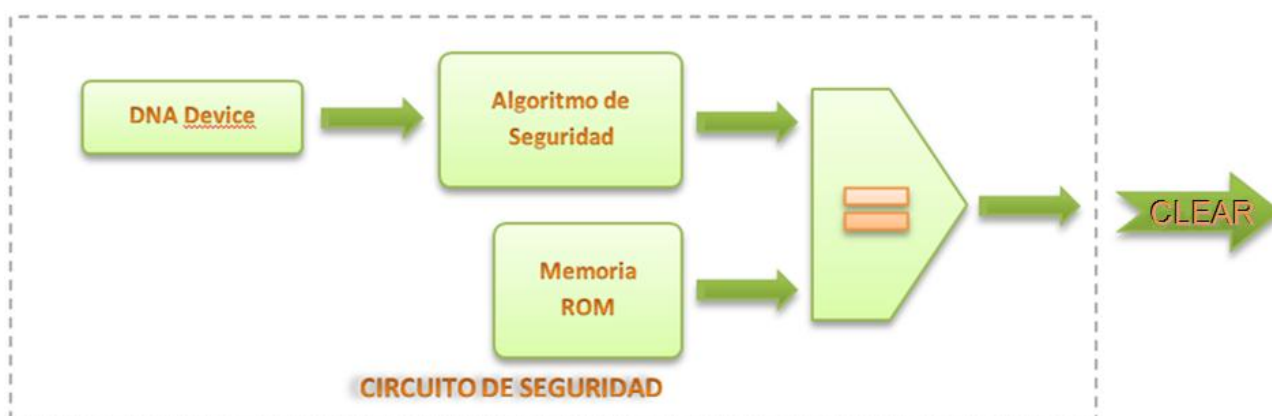 DNA Device
Algoritmo de
Seguridad
Memoria
ROM
CLEAR
CIRCUITO DE SEGURIDAD